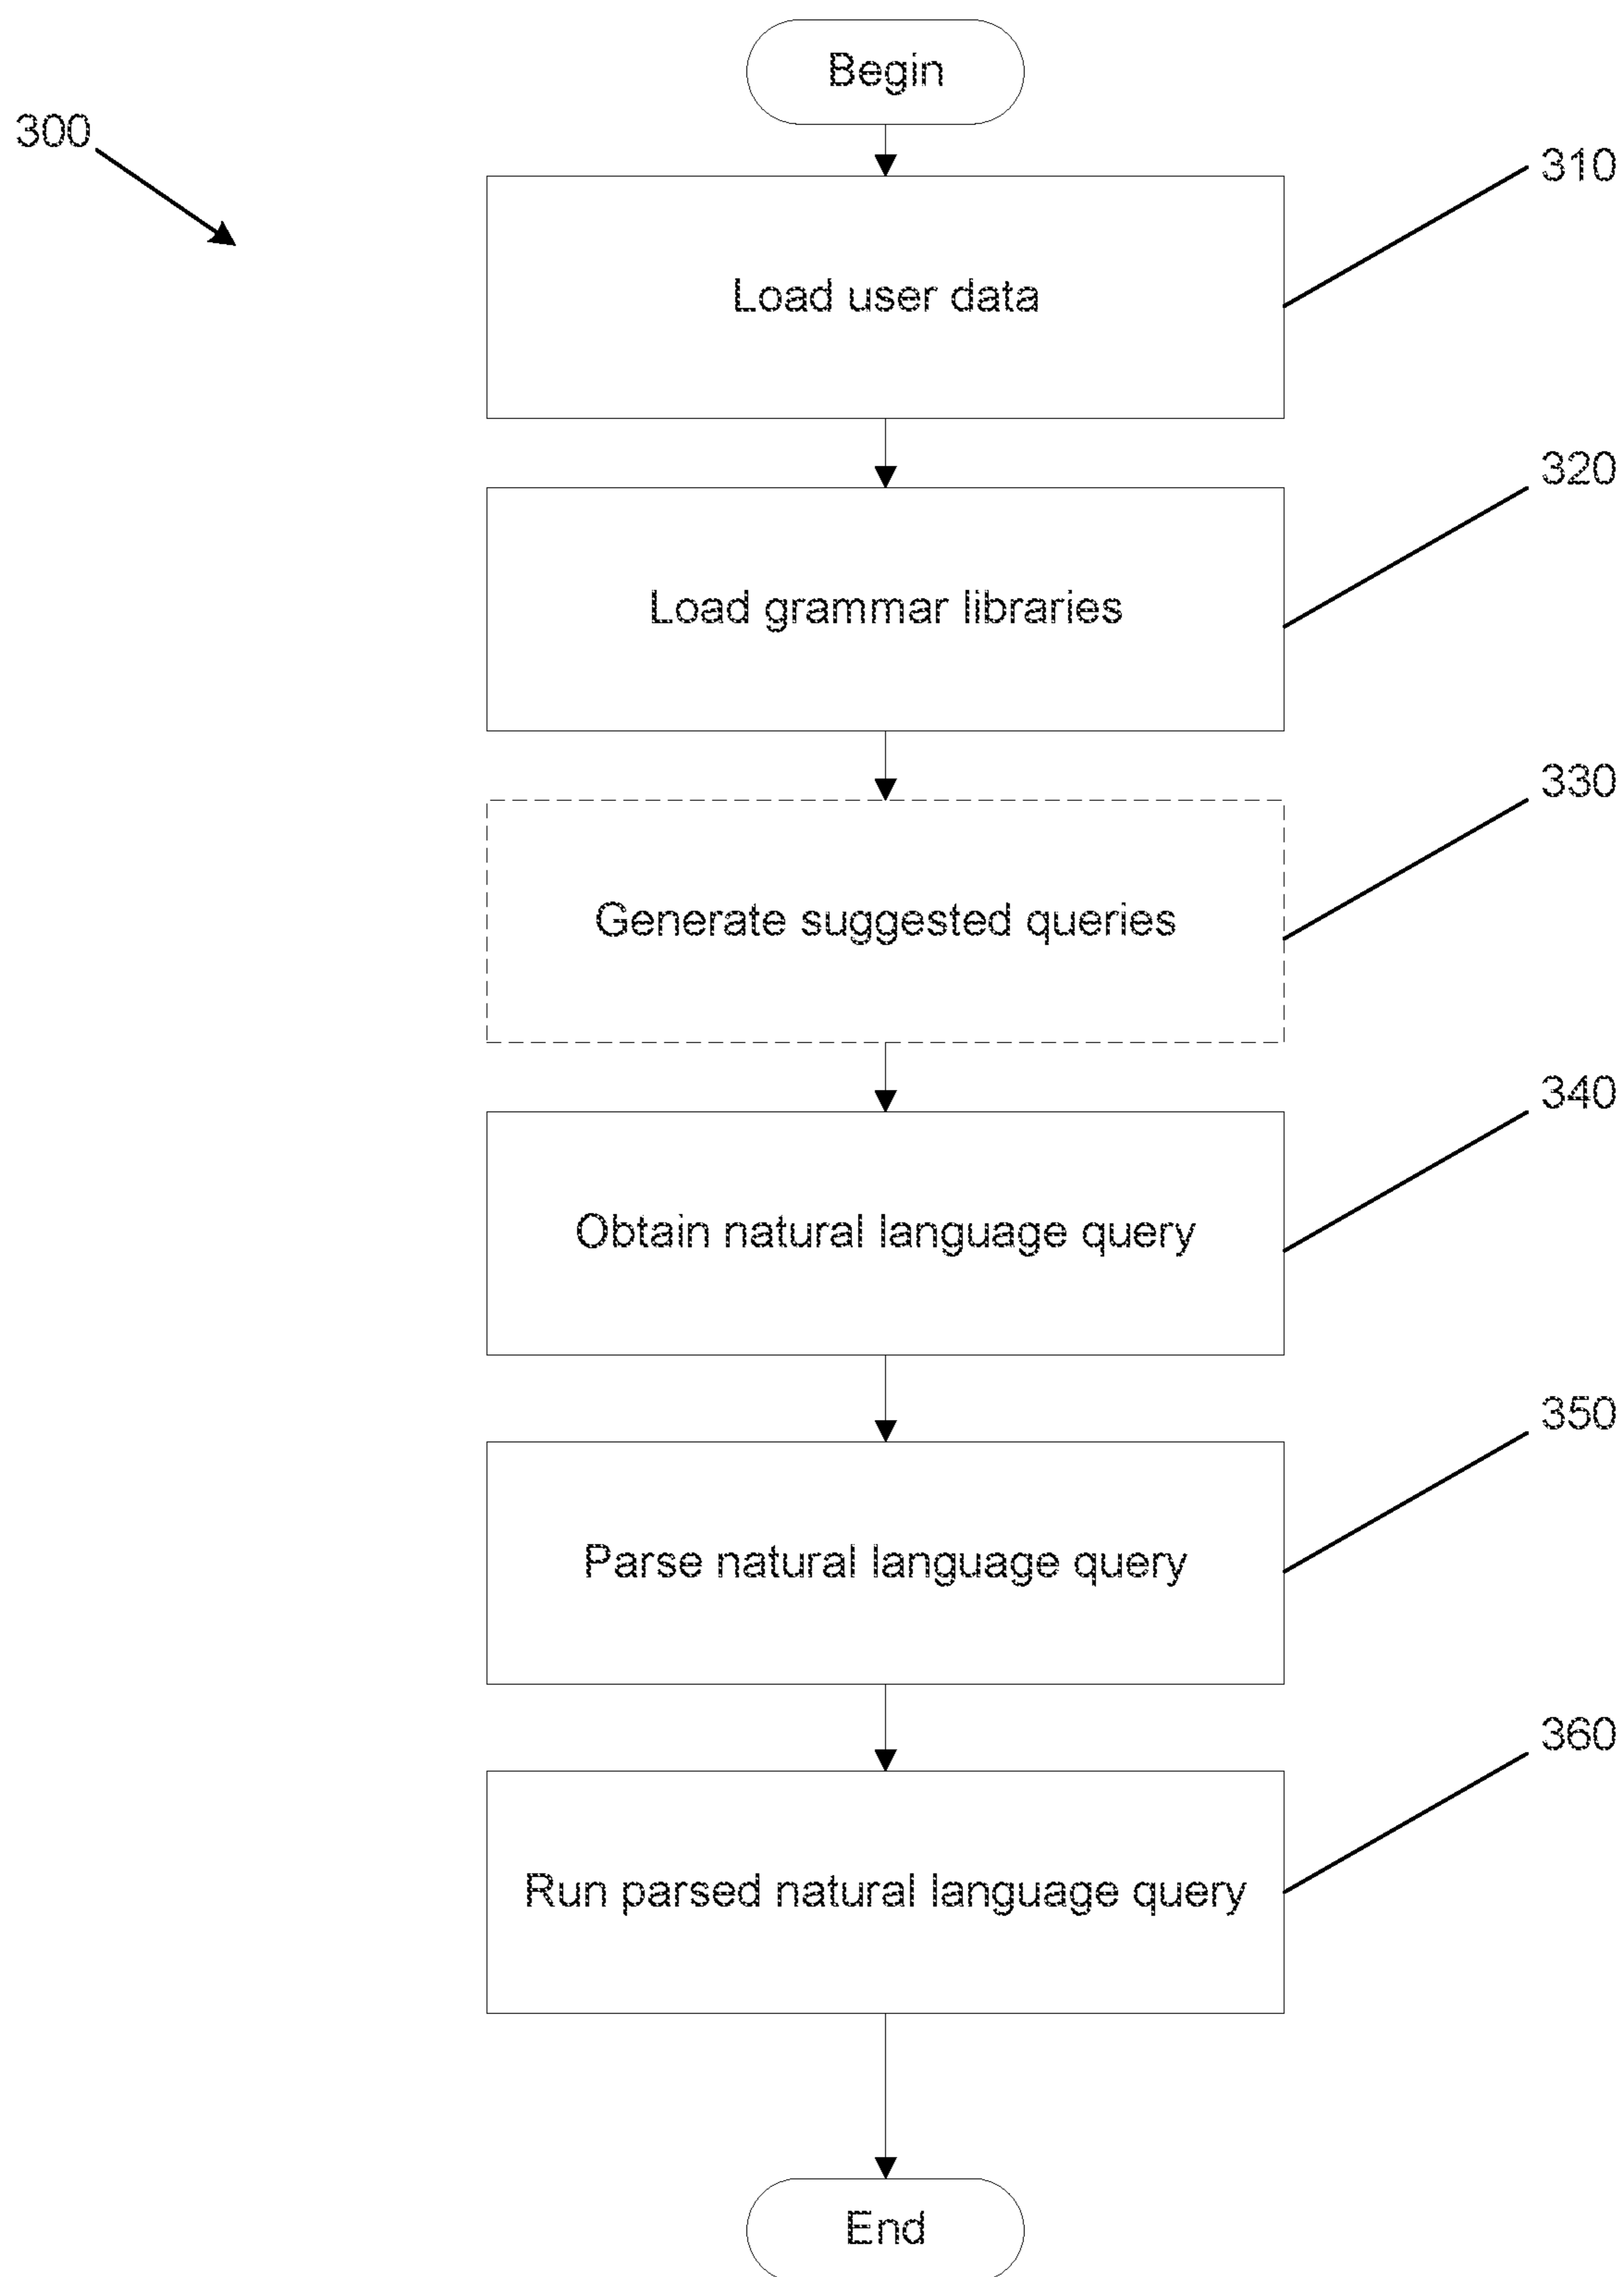 Begin
300
310
Load user data
320
Load grammar libraries
330
Generate suggested queries
340
Obtain natural language query
350
Parse natural language query
360
Run parsed natural language query
End